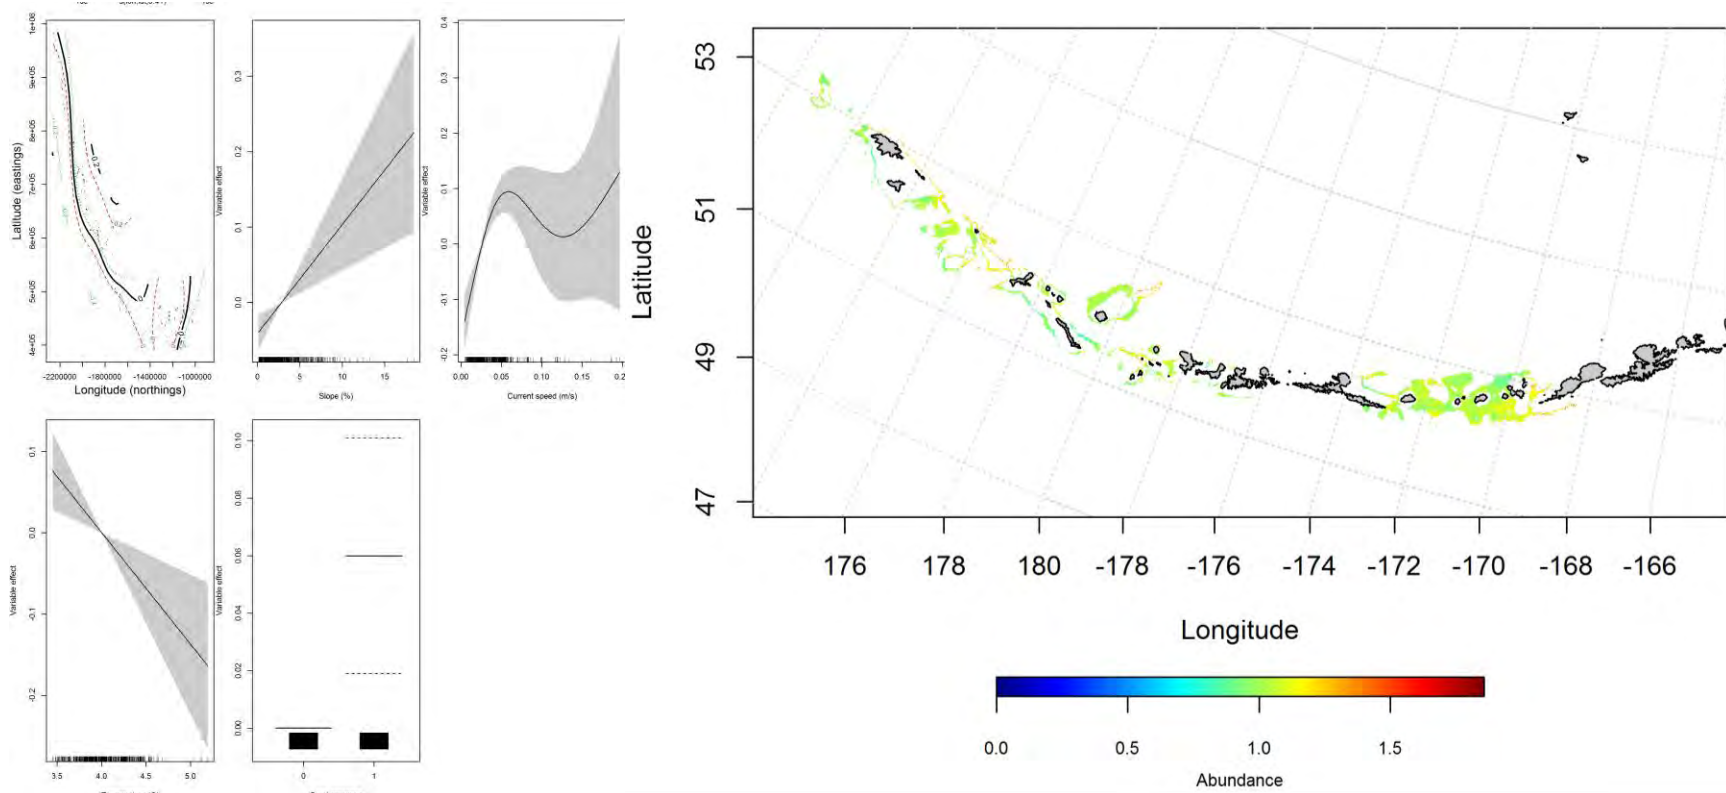 1e+06
9e+05
8e+05
7e+05
6e+05
5e+05
4e+05
Latitude (eastings)
-2200000 -1800000 -1400000 -1000000
Longitude (northings)
Variable effect
0.3
0.2
0.1
0.0
0 5 10 15
Slope (%)
Variable effect
0.4
0.3
0.2
0.1
0.0
-0.1
-0.2
0.00 0.05 0.10 0.15 0.2
Current speed (m/s)
Variable effect
0.1
0.0
-0.1
-0.2
3.5 4.0 4.5 5.0
Variable effect
0.10
0.08
0.06
0.04
0.02
0.00
0 1
Latitude
53
51
49
47
176 178 180 -178 -176 -174 -172 -170 -168 -166
Longitude
0.0 0.5 1.0 1.5
Abundance